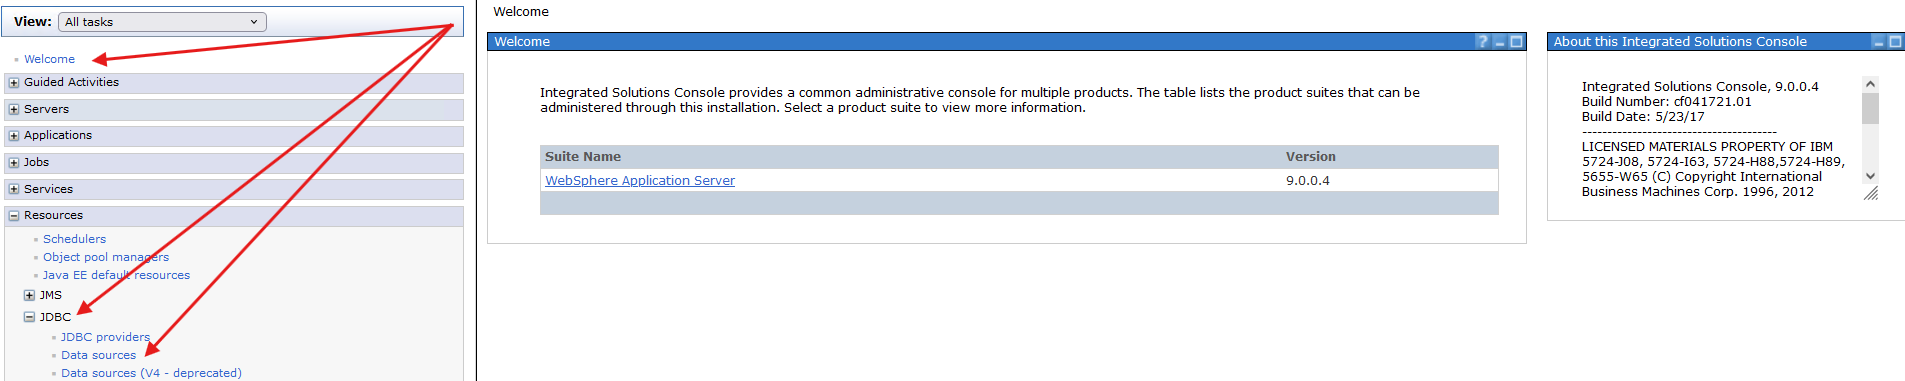 View: All tasks
Welcome
Guided Activities
Servers
Applications
Jobs
Services
Resources
Schedulers
Object pool managers
Java EE default resources
JMS
JDBC
JDBC providers
Data sources
Data sources (V4 - deprecated)
Welcome
Welcome
?
Integrated Solutions Console provides a common administrative console for multiple products. The table lists the product suites that can be
administered through this installation. Select a product suite to view more information.
Suite Name Version
WebSphere Application Server 9.0.0.4
About this Integrated Solutions Console
Integrated Solutions Console, 9.0.0.4
Build Number: cf041721.01
Build Date: 5/23/17
---------------------------------------
LICENSED MATERIALS PROPERTY OF IBM
5724-J08, 5724-I63, 5724-H88,5724-H89,
5655-W65 (C) Copyright International
Business Machines Corp. 1996, 2012